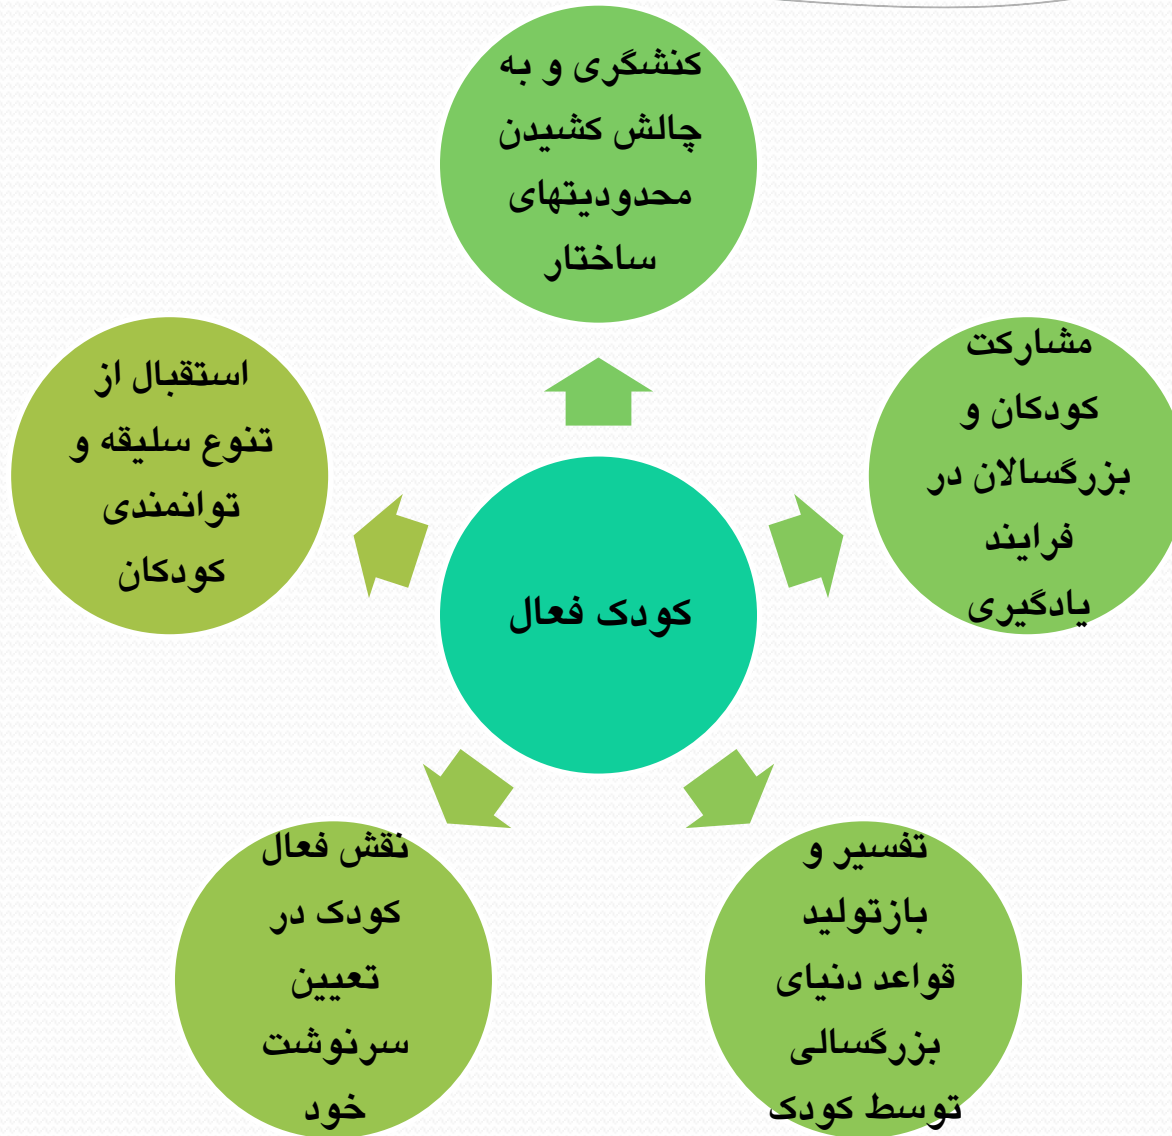 کنشگری و به
چالش کشیدن
محدودیتهای
ساختار
مشارکت
کودکان و
بزرگسالان در
فرایند
یادگیری
استقبال از
تنوع سلیقه و
توانمندی
کودکان
کودک فعال
تفسیر و
بازتولید
قواعد دنیای
بزرگسالی
توسط کودک
نقش فعال
کودک در
تعیین
سرنوشت
خود